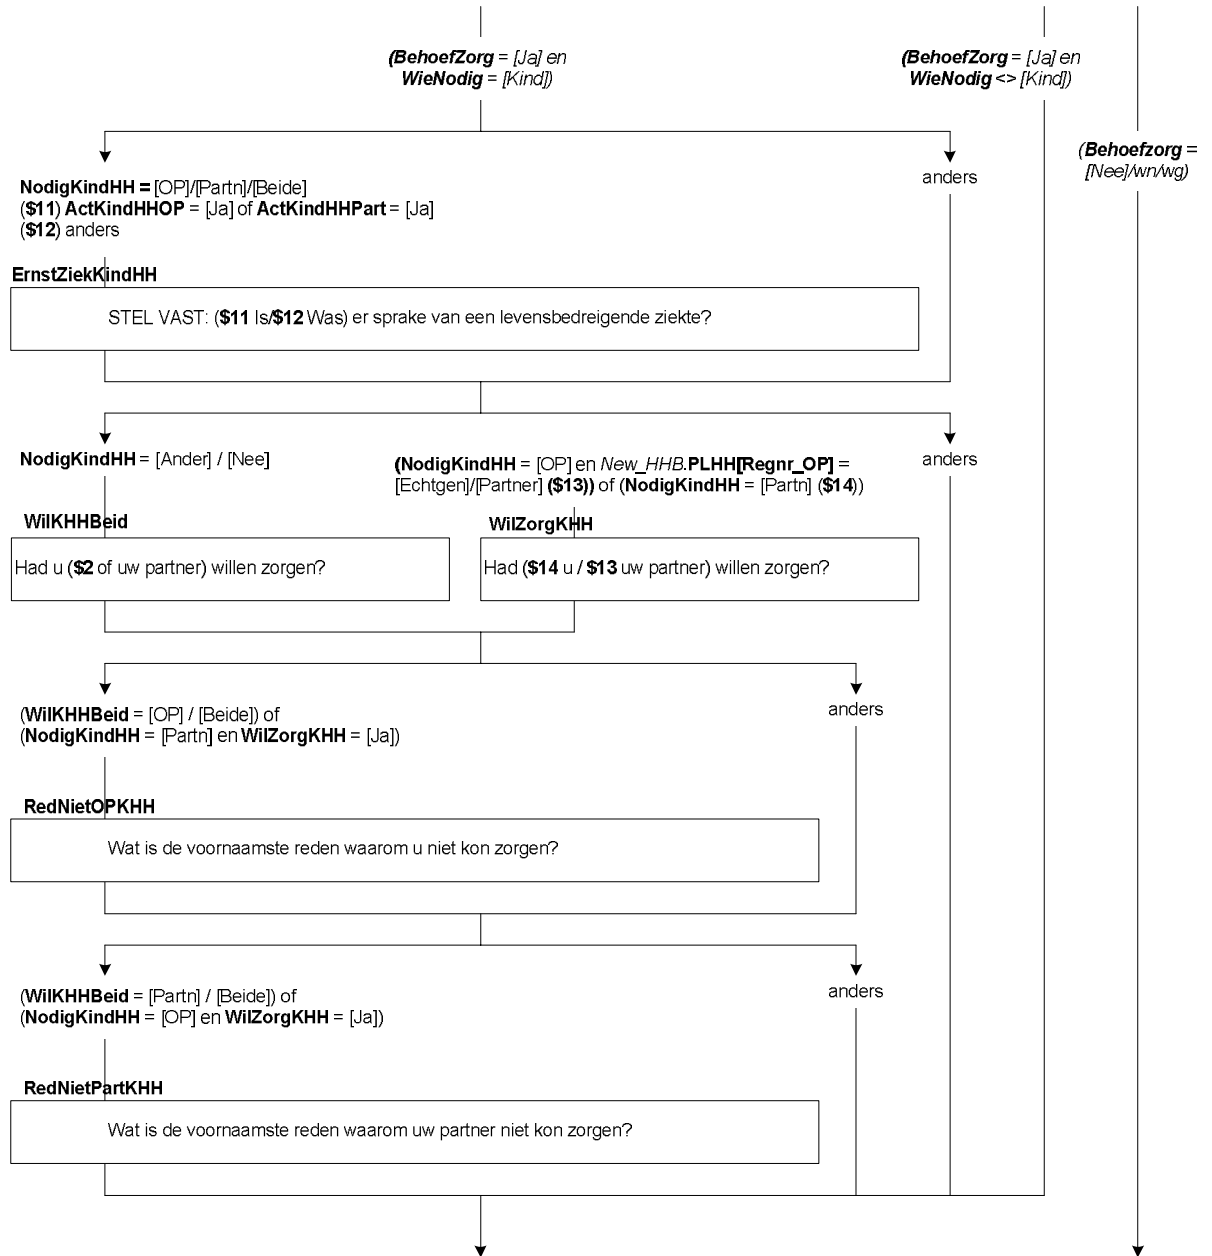 (BehoefZorg = [Ja] en
WieNodig = [Kind])
(BehoefZorg = [Ja] en
WieNodig <> [Kind])
(Behoefzorg =
[Nee]/wn/wg)
NodigKindHH = [OP]/[Partn]/[Beide]
($11) ActKindHHOP = [Ja] of ActKindHHPart = [Ja]
($12) anders
anders
ErnstZiekKindHH
STEL VAST: ($11 Is/$12 Was) er sprake van een levensbedreigende ziekte?
NodigKindHH = [Ander] / [Nee]
(NodigKindHH = [OP] en New_HHB.PLHH[Regnr_OP] =
[Echtgen]/[Partner] ($13)) of (NodigKindHH = [Partn] ($14))
anders
WilKHHBeid
Had u ($2 of uw partner) willen zorgen?
WilZorgKHH
Had ($14 u / $13 uw partner) willen zorgen?
(WilKHHBeid = [OP] / [Beide]) of
(NodigKindHH = [Partn] en WilZorgKHH = [Ja])
anders
RedNietOPKHH
Wat is de voornaamste reden waarom u niet kon zorgen?
(WilKHHBeid = [Partn] / [Beide]) of
(NodigKindHH = [OP] en WilZorgKHH = [Ja])
anders
RedNietPartKHH
Wat is de voornaamste reden waarom uw partner niet kon zorgen?